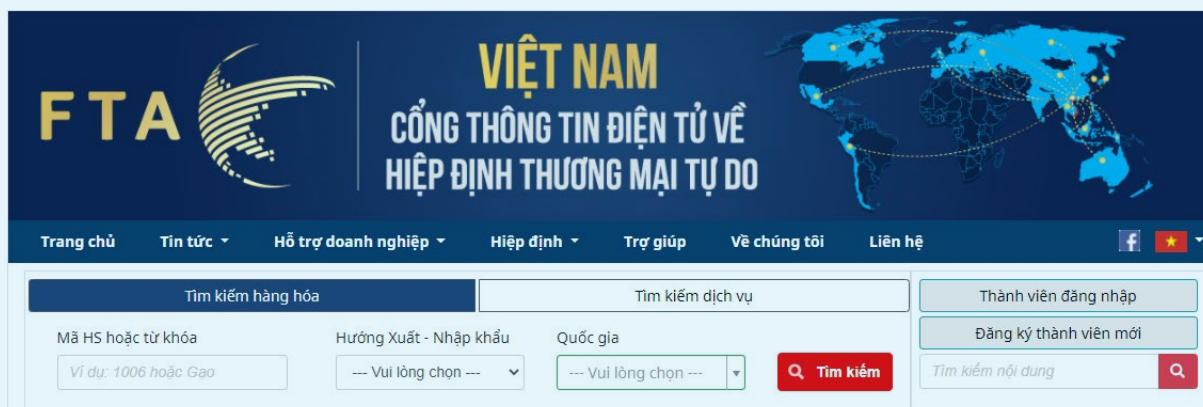 FTA
VIỆT NAM
CỔNG THÔNG TIN ĐIỆN TỬ VỀ
HIỆP ĐỊNH THƯƠNG MẠI TỰ DO
Trang chủ Tin tức Hỗ trợ doanh nghiệp Hiệp định Trợ giúp Về chúng tôi Liên hệ f
Tìm kiếm hàng hóa Tìm kiếm dịch vụ Thành viên đăng nhập
Mã HS hoặc từ khóa Hướng Xuất - Nhập khẩu Quốc gia Đăng ký thành viên mới
Ví dụ: 1006 hoặc Gạo --- Vui lòng chọn --- --- Vui lòng chọn --- Tìm kiếm Tìm kiếm nội dung